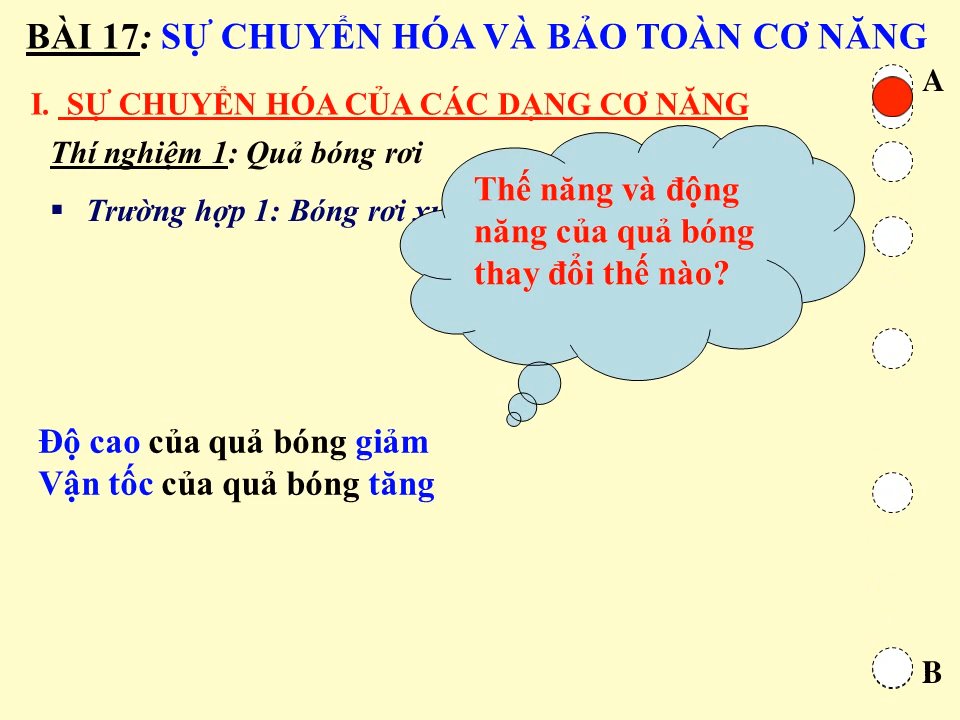 BÀI 17: SỰ CHUYỂN HÓA VÀ BẢO TOÀN CƠ NĂNG
A
I. SỰ CHUYỂN HÓA CỦA CÁC DẠNG CƠ NĂNG
Thí nghiệm 1: Quả bóng rơi
Trường hợp 1: Bóng rơi
Thế năng và động
năng của quả bóng
thay đổi thế nào?
Độ cao của quả bóng giảm
Vận tốc của quả bóng tăng
B